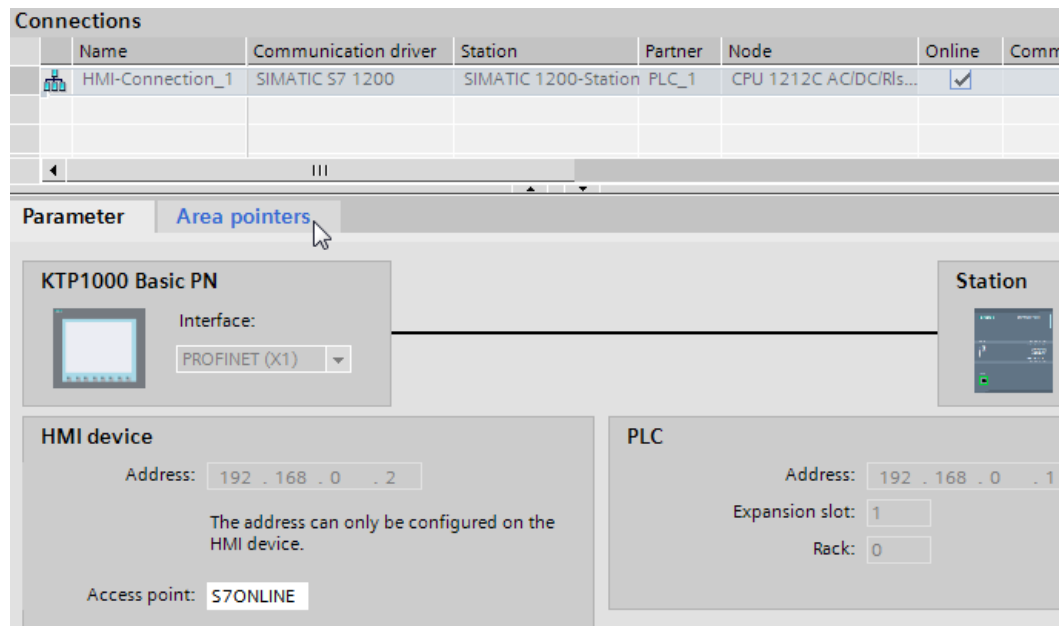 Connections
Name Communication driver Station Partner Node Online Comm
HMI-Connection_1 SIMATIC S7 1200 SIMATIC 1200-Station PLC_1 CPU 1212C AC/DC/Rls...
Parameter Area pointers
KTP1000 Basic PN
Station
Interface:
PROFINET (X1)
HMI device
Address: 192 . 168 . 0 . 2
The address can only be configured on the
HMI device.
Access point: S7ONLINE
PLC
Address: 192 . 168 . 0 . 1
Expansion slot: 1
Rack: 0